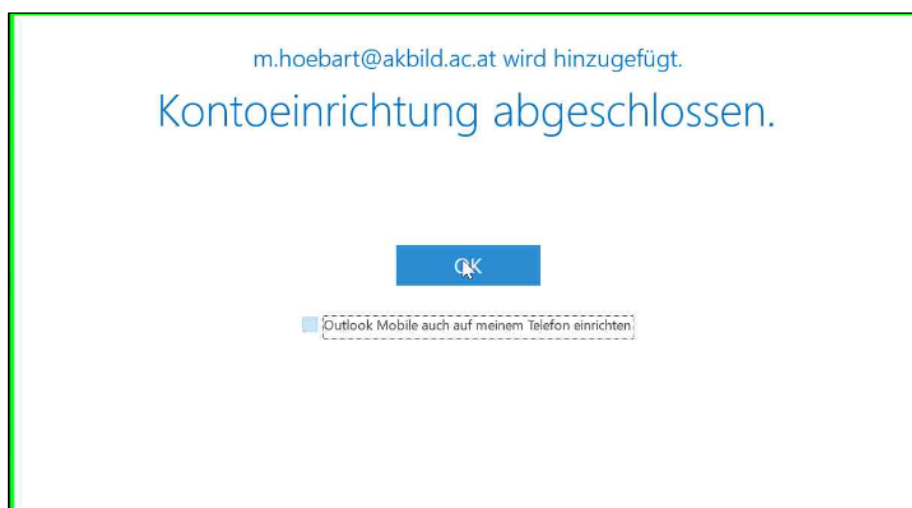 m.hoebart@akbild.ac.at wird hinzugefügt.
Kontoeinrichtung abgeschlossen.
OK
Outlook Mobile auch auf meinem Telefon einrichten